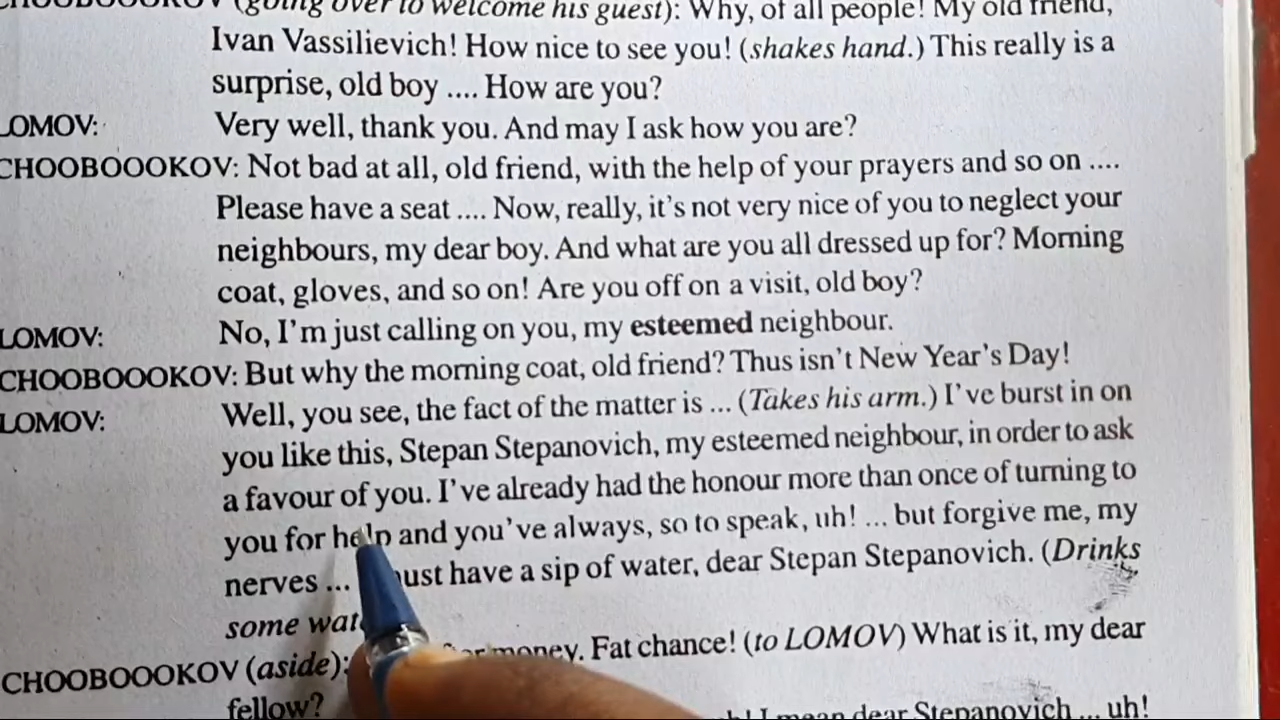 (going over to welcome his guest): Why, of all people! My old friend,
Ivan Vassilievich! How nice to see you! (shakes hand.) This really is a
surprise, old boy .... How are you?
LOMOV: Very well, thank you. And may I ask how you are?
CHOOBOOOKOV: Not bad at all, old friend, with the help of your prayers and so on ....
Please have a seat .... Now, really, it's not very nice of you to neglect your
neighbours, my dear boy. And what are you all dressed up for? Morning
coat, gloves, and so on! Are you off on a visit, old boy?
LOMOV: No, I'm just calling on you, my esteemed neighbour.
CHOOBOOOKOV: But why the morning coat, old friend? Thus isn't New Year's Day!
LOMOV: Well, you see, the fact of the matter is ... (Takes his arm.) I've burst in on
you like this, Stepan Stepanovich, my esteemed neighbour, in order to ask
a favour of you. I've already had the honour more than once of turning to
you for help and you've always, so to speak, uh! ... but forgive me, my
nerves ... must have a sip of water, dear Stepan Stepanovich. (Drinks
some
CHOOBOOOKOV (aside): money. Fat chance! (to LOMOV) What is it, my dear
fellow?
I mean dear Stepanovich ... uh!